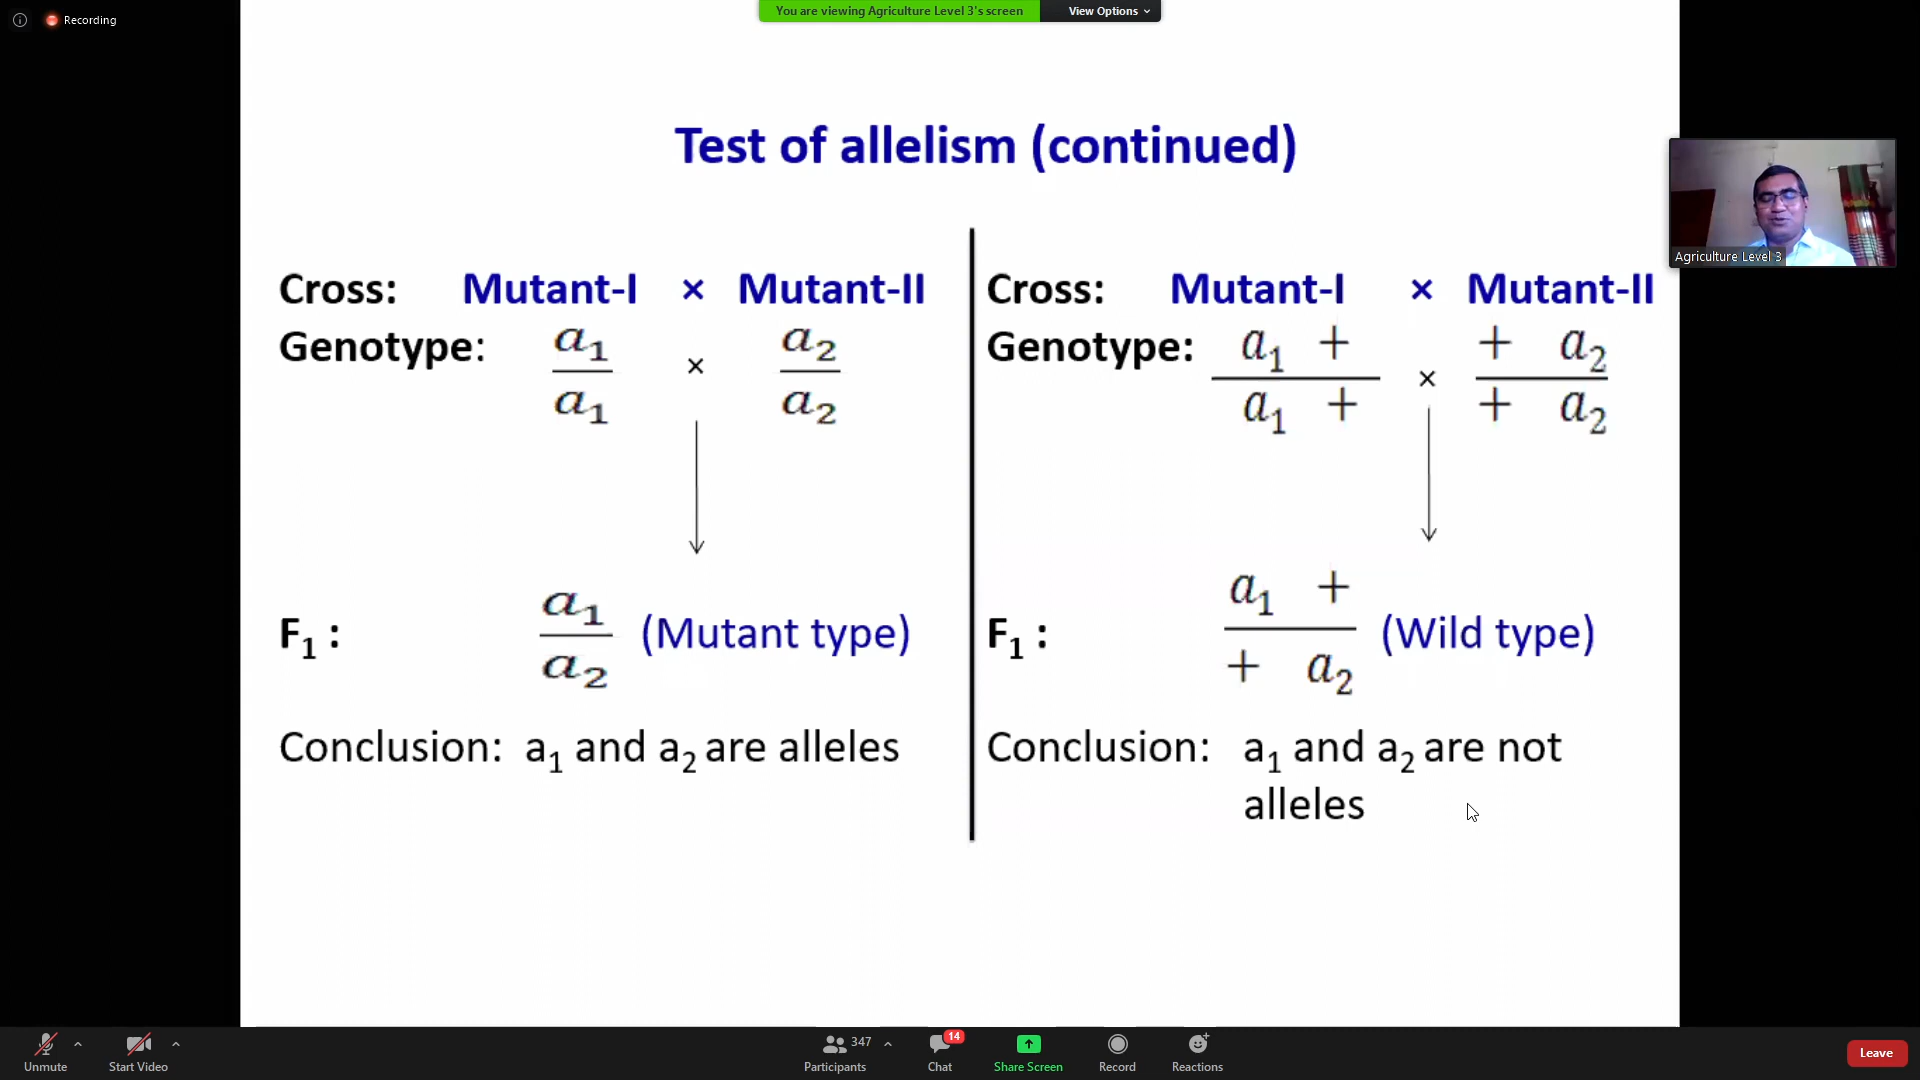 Recording
You are viewing Agriculture Level 3's screen
View Options
Test of allelism (continued)
Cross: Mutant-I × Mutant-II
Genotype: a₁ × a₂
a₁ a₂
F₁ : a₁ (Mutant type)
a₂
Conclusion: a₁ and a₂ are alleles
Cross: Mutant-I × Mutant-II
Genotype: a₁ + × + a₂
a₁ + + a₂
F₁ : a₁ + (Wild type)
+ a₂
Conclusion: a₁ and a₂ are not
alleles
Agriculture Level 3
Unmute
Start Video
347
Participants
14
Chat
Share Screen
Record
Reactions
Leave